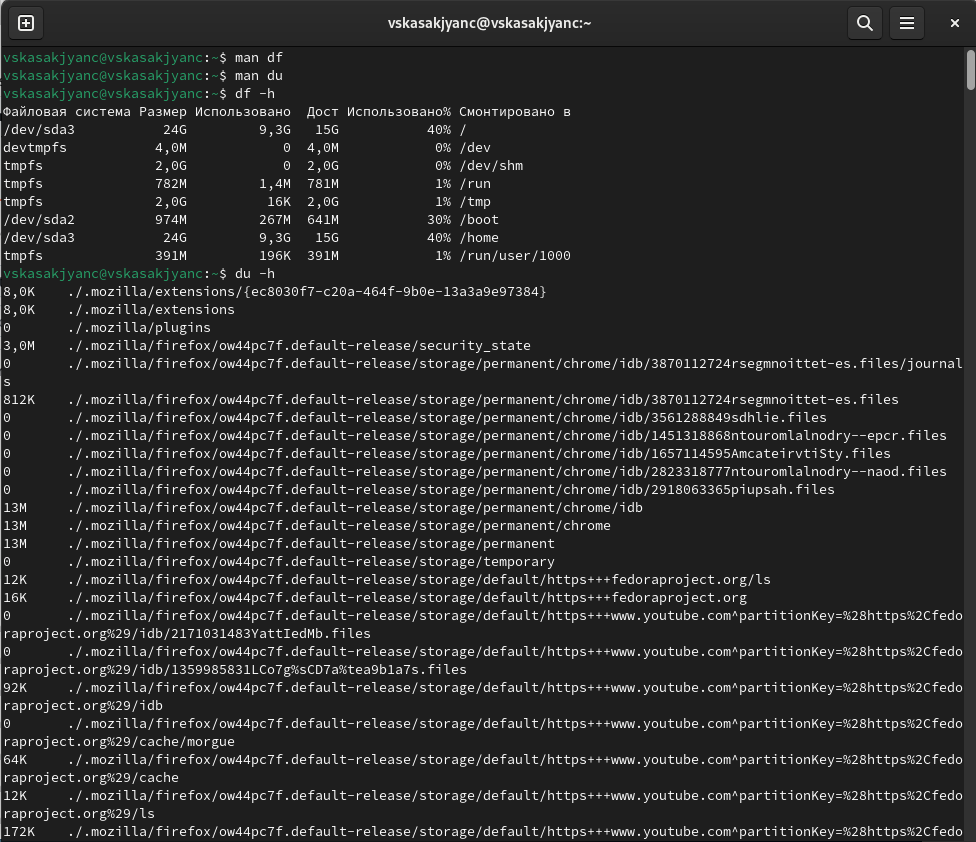 vskasakjyanc@vskasakjyanc:~
vskasakjyanc@vskasakjyanc:~$ man df
vskasakjyanc@vskasakjyanc:~$ man du
vskasakjyanc@vskasakjyanc:~$ df -h
Файловая система Размер Использовано  Дост Использовано% Смонтировано в
/dev/sda3           24G         9,3G   15G           40% /
devtmpfs           4,0M            0  4,0M            0% /dev
tmpfs              2,0G            0  2,0G            0% /dev/shm
tmpfs              782M         1,4M  781M            1% /run
tmpfs              2,0G          16K  2,0G            1% /tmp
/dev/sda2          974M         267M  641M           30% /boot
/dev/sda3           24G         9,3G   15G           40% /home
tmpfs              391M         196K  391M            1% /run/user/1000
vskasakjyanc@vskasakjyanc:~$ du -h
8,0K	./.mozilla/extensions/{ec8030f7-c20a-464f-9b0e-13a3a9e97384}
8,0K	./.mozilla/extensions
0	./.mozilla/plugins
3,0M	./.mozilla/firefox/ow44pc7f.default-release/security_state
0	./.mozilla/firefox/ow44pc7f.default-release/storage/permanent/chrome/idb/3870112724rsegmnoittet-es.files/journal
s
812K	./.mozilla/firefox/ow44pc7f.default-release/storage/permanent/chrome/idb/3870112724rsegmnoittet-es.files
0	./.mozilla/firefox/ow44pc7f.default-release/storage/permanent/chrome/idb/3561288849sdhlie.files
0	./.mozilla/firefox/ow44pc7f.default-release/storage/permanent/chrome/idb/1451318868ntouromlalnodry--epcr.files
0	./.mozilla/firefox/ow44pc7f.default-release/storage/permanent/chrome/idb/1657114595AmcateirvtiSty.files
0	./.mozilla/firefox/ow44pc7f.default-release/storage/permanent/chrome/idb/2823318777ntouromlalnodry--naod.files
0	./.mozilla/firefox/ow44pc7f.default-release/storage/permanent/chrome/idb/2918063365piupsah.files
13M	./.mozilla/firefox/ow44pc7f.default-release/storage/permanent/chrome/idb
13M	./.mozilla/firefox/ow44pc7f.default-release/storage/permanent/chrome
13M	./.mozilla/firefox/ow44pc7f.default-release/storage/permanent
0	./.mozilla/firefox/ow44pc7f.default-release/storage/temporary
12K	./.mozilla/firefox/ow44pc7f.default-release/storage/default/https+++fedoraproject.org/ls
16K	./.mozilla/firefox/ow44pc7f.default-release/storage/default/https+++fedoraproject.org
0	./.mozilla/firefox/ow44pc7f.default-release/storage/default/https+++www.youtube.com^partitionKey=%28https%2Cfedo
raproject.org%29/idb/2171031483YattIedMb.files
0	./.mozilla/firefox/ow44pc7f.default-release/storage/default/https+++www.youtube.com^partitionKey=%28https%2Cfedo
raproject.org%29/idb/1359985831LCo7g%sCD7a%tea9b1a7s.files
92K	./.mozilla/firefox/ow44pc7f.default-release/storage/default/https+++www.youtube.com^partitionKey=%28https%2Cfedo
raproject.org%29/idb
0	./.mozilla/firefox/ow44pc7f.default-release/storage/default/https+++www.youtube.com^partitionKey=%28https%2Cfedo
raproject.org%29/cache/morgue
64K	./.mozilla/firefox/ow44pc7f.default-release/storage/default/https+++www.youtube.com^partitionKey=%28https%2Cfedo
raproject.org%29/cache
12K	./.mozilla/firefox/ow44pc7f.default-release/storage/default/https+++www.youtube.com^partitionKey=%28https%2Cfedo
raproject.org%29/ls
172K	./.mozilla/firefox/ow44pc7f.default-release/storage/default/https+++www.youtube.com^partitionKey=%28https%2Cfedo